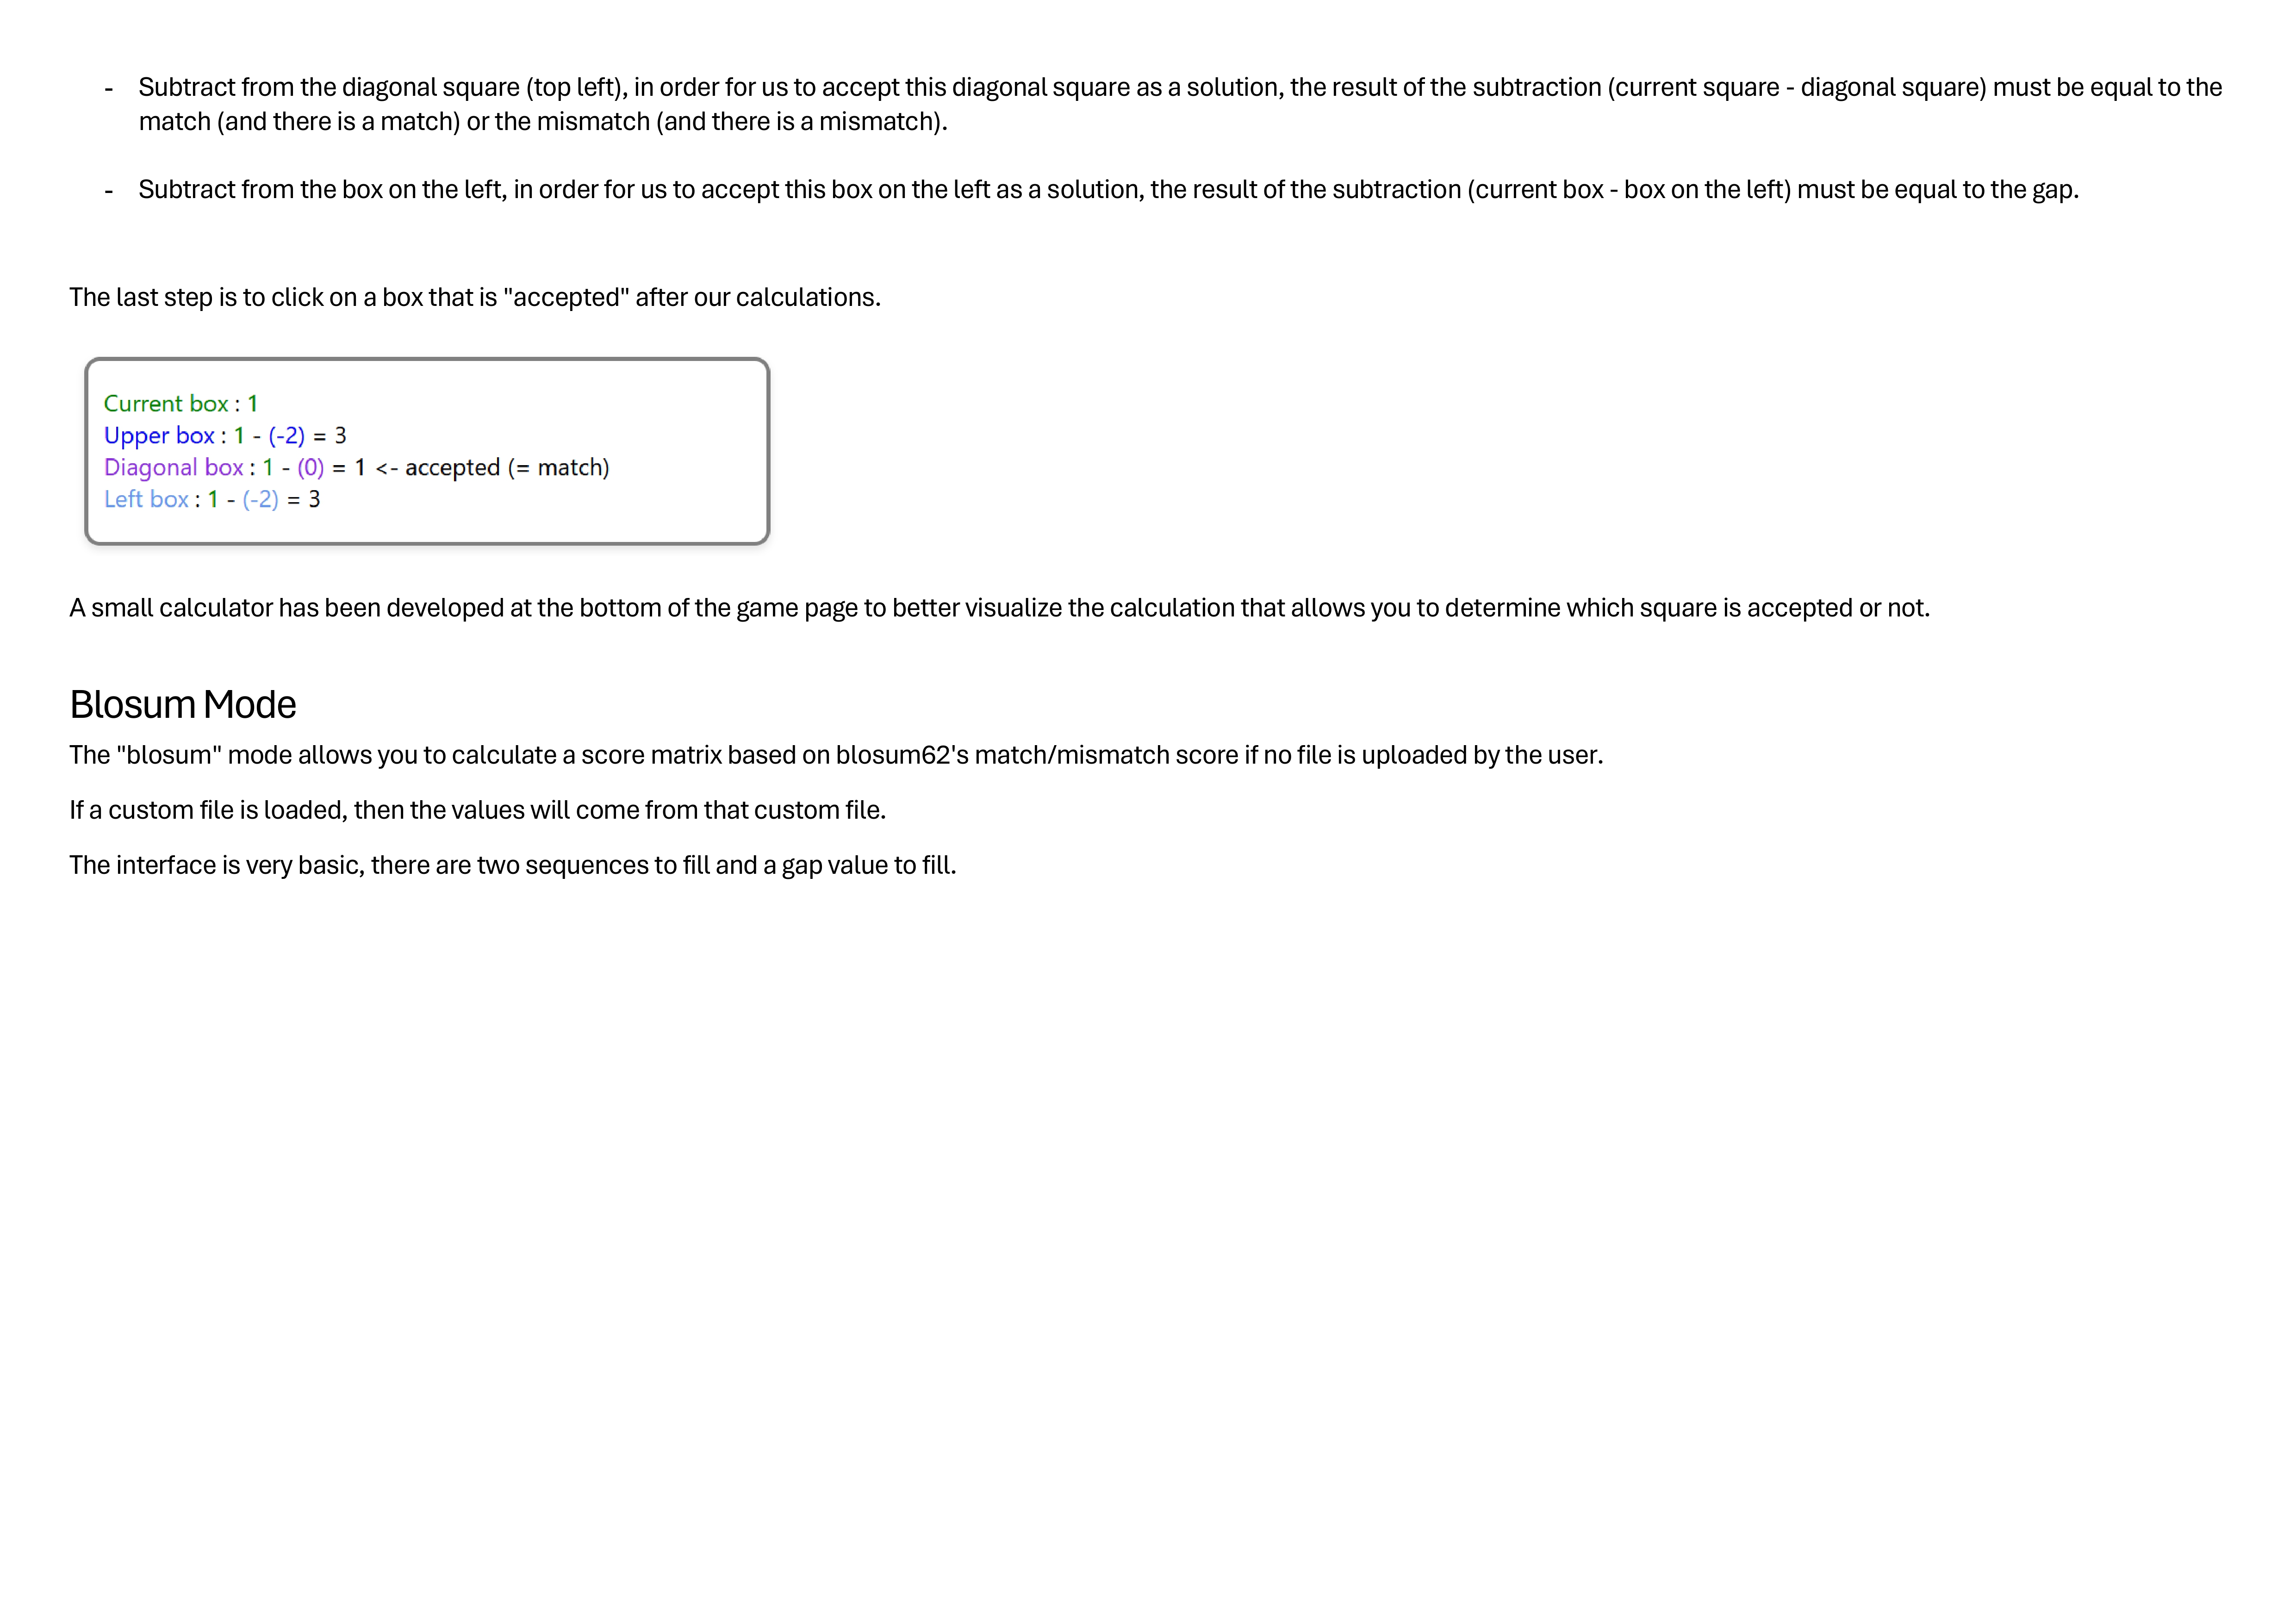 - Subtract from the diagonal square (top left), in order for us to accept this diagonal square as a solution, the result of the subtraction (current square - diagonal square) must be equal to the
match (and there is a match) or the mismatch (and there is a mismatch).
- Subtract from the box on the left, in order for us to accept this box on the left as a solution, the result of the subtraction (current box - box on the left) must be equal to the gap.
The last step is to click on a box that is "accepted" after our calculations.
Current box : 1
Upper box : 1 - (-2) = 3
Diagonal box : 1 - (0) = 1 <- accepted (= match)
Left box : 1 - (-2) = 3
A small calculator has been developed at the bottom of the game page to better visualize the calculation that allows you to determine which square is accepted or not.
Blosum Mode
The "blosum" mode allows you to calculate a score matrix based on blosum62's match/mismatch score if no file is uploaded by the user.
If a custom file is loaded, then the values will come from that custom file.
The interface is very basic, there are two sequences to fill and a gap value to fill.